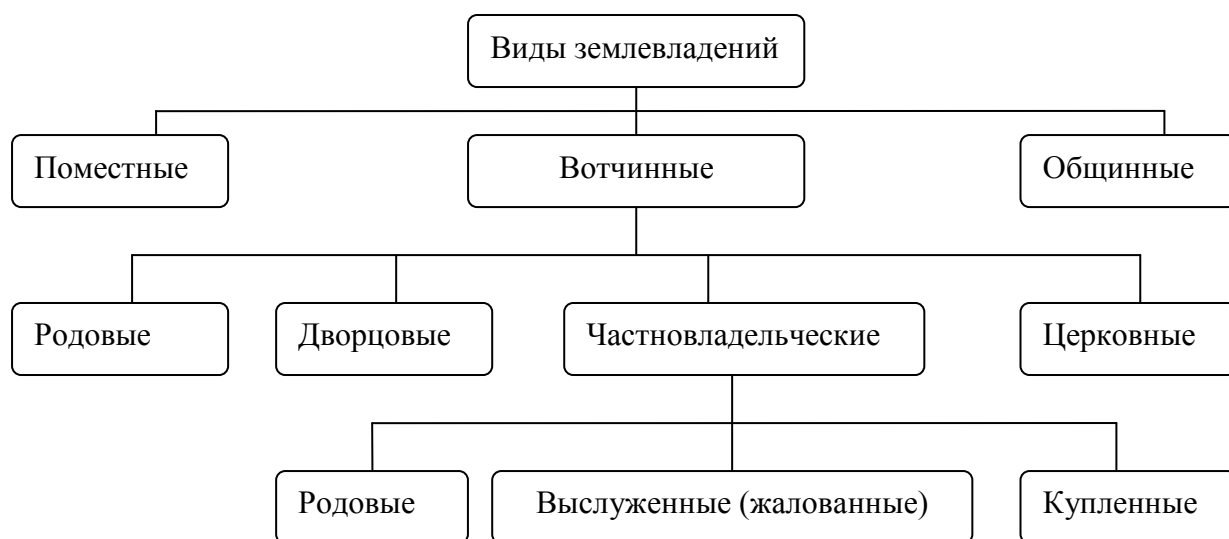 Виды землевладений
Поместные
Вотчинные
Общинные
Родовые
Дворцовые
Частновладельческие
Церковные
Родовые
Выслуженные (жалованные)
Купленные